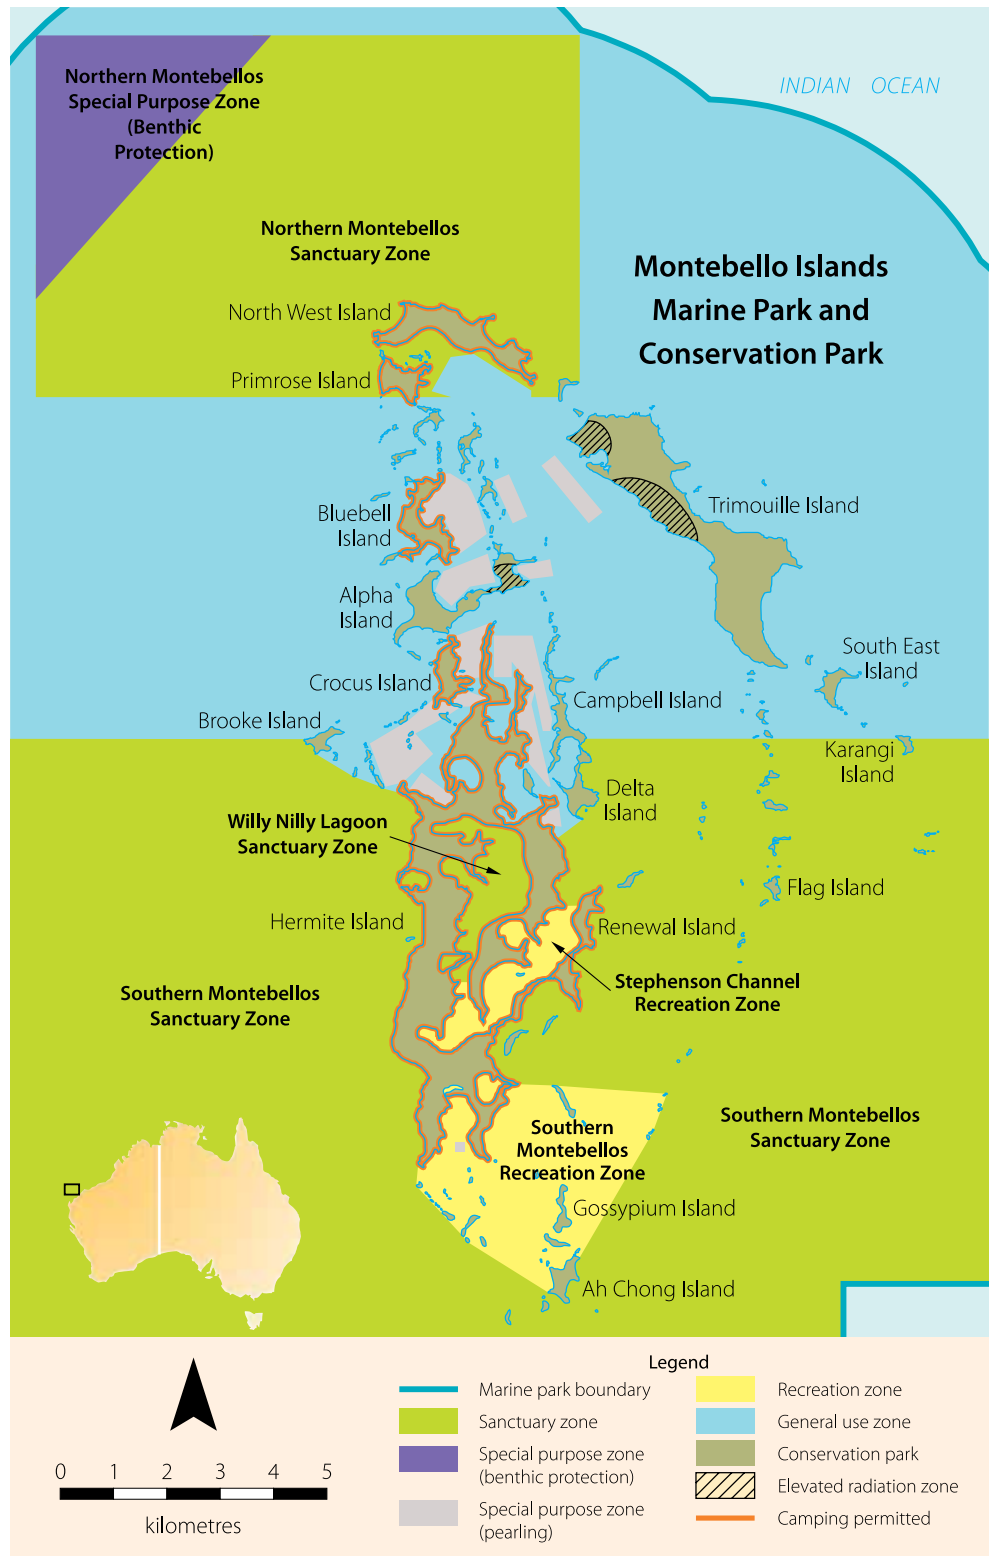 INDIAN OCEAN
Northern Montebellos
Special Purpose Zone
(Benthic
Protection)
Northern Montebellos
Sanctuary Zone
Montebello Islands
Marine Park and
Conservation Park
North West Island
Primrose Island
Trimouille Island
Bluebell
Island
Alpha
Island
South East
Island
Crocus Island
Campbell Island
Brooke Island
Karangi
Island
Delta
Island
Willy Nilly Lagoon
Sanctuary Zone
Flag Island
Hermite Island
Renewal Island
Stephenson Channel
Recreation Zone
Southern Montebellos
Sanctuary Zone
Southern
Montebellos
Recreation Zone
Southern Montebellos
Sanctuary Zone
Gossypium Island
Ah Chong Island
Legend
Marine park boundary
Sanctuary zone
Special purpose zone
(benthic protection)
Special purpose zone
(pearling)
Recreation zone
General use zone
Conservation park
Elevated radiation zone
Camping permitted
0 1 2 3 4 5
kilometres